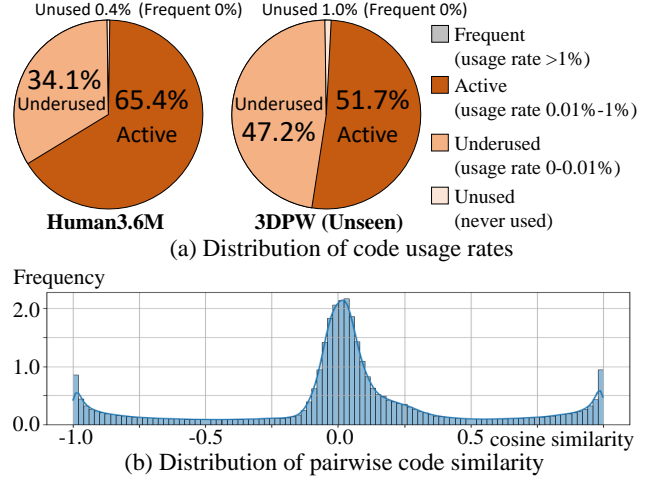 Unused 0.4% (Frequent 0%)
34.1%
Underused
65.4%
Active
Human3.6M
Unused 1.0% (Frequent 0%)
Underused
47.2%
51.7%
Active
3DPW (Unseen)
Frequent
(usage rate >1%)
Active
(usage rate 0.01%-1%)
Underused
(usage rate 0-0.01%)
Unused
(never used)
(a) Distribution of code usage rates
Frequency
2.0
1.0
0.0
-1.0 -0.5 0.0 0.5 cosine similarity
(b) Distribution of pairwise code similarity